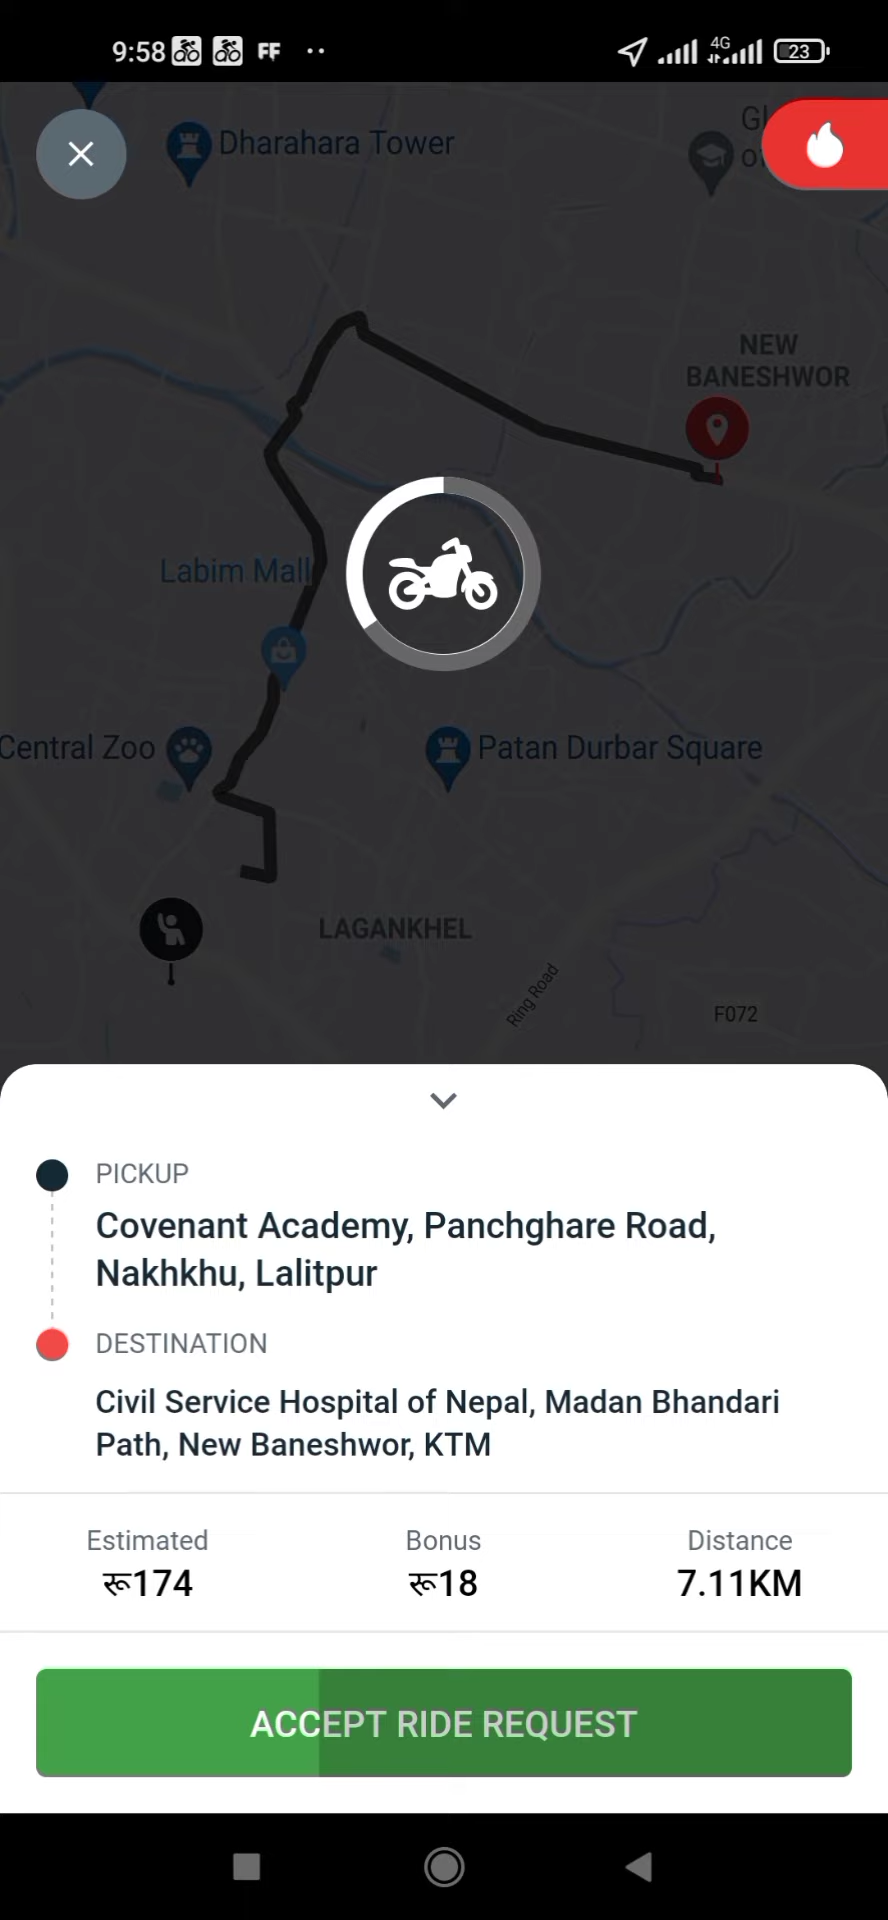 9:58 FF 4G 23
Dharahara Tower
NEW
BANESHWOR
Labim Mall
Central Zoo
Patan Durbar Square
LAGANKHEL
Ring Road
F072
PICKUP
Covenant Academy, Panchghare Road,
Nakhkhu, Lalitpur
DESTINATION
Civil Service Hospital of Nepal, Madan Bhandari
Path, New Baneshwor, KTM
Estimated Bonus Distance
रू174 रू18 7.11KM
ACCEPT RIDE REQUEST